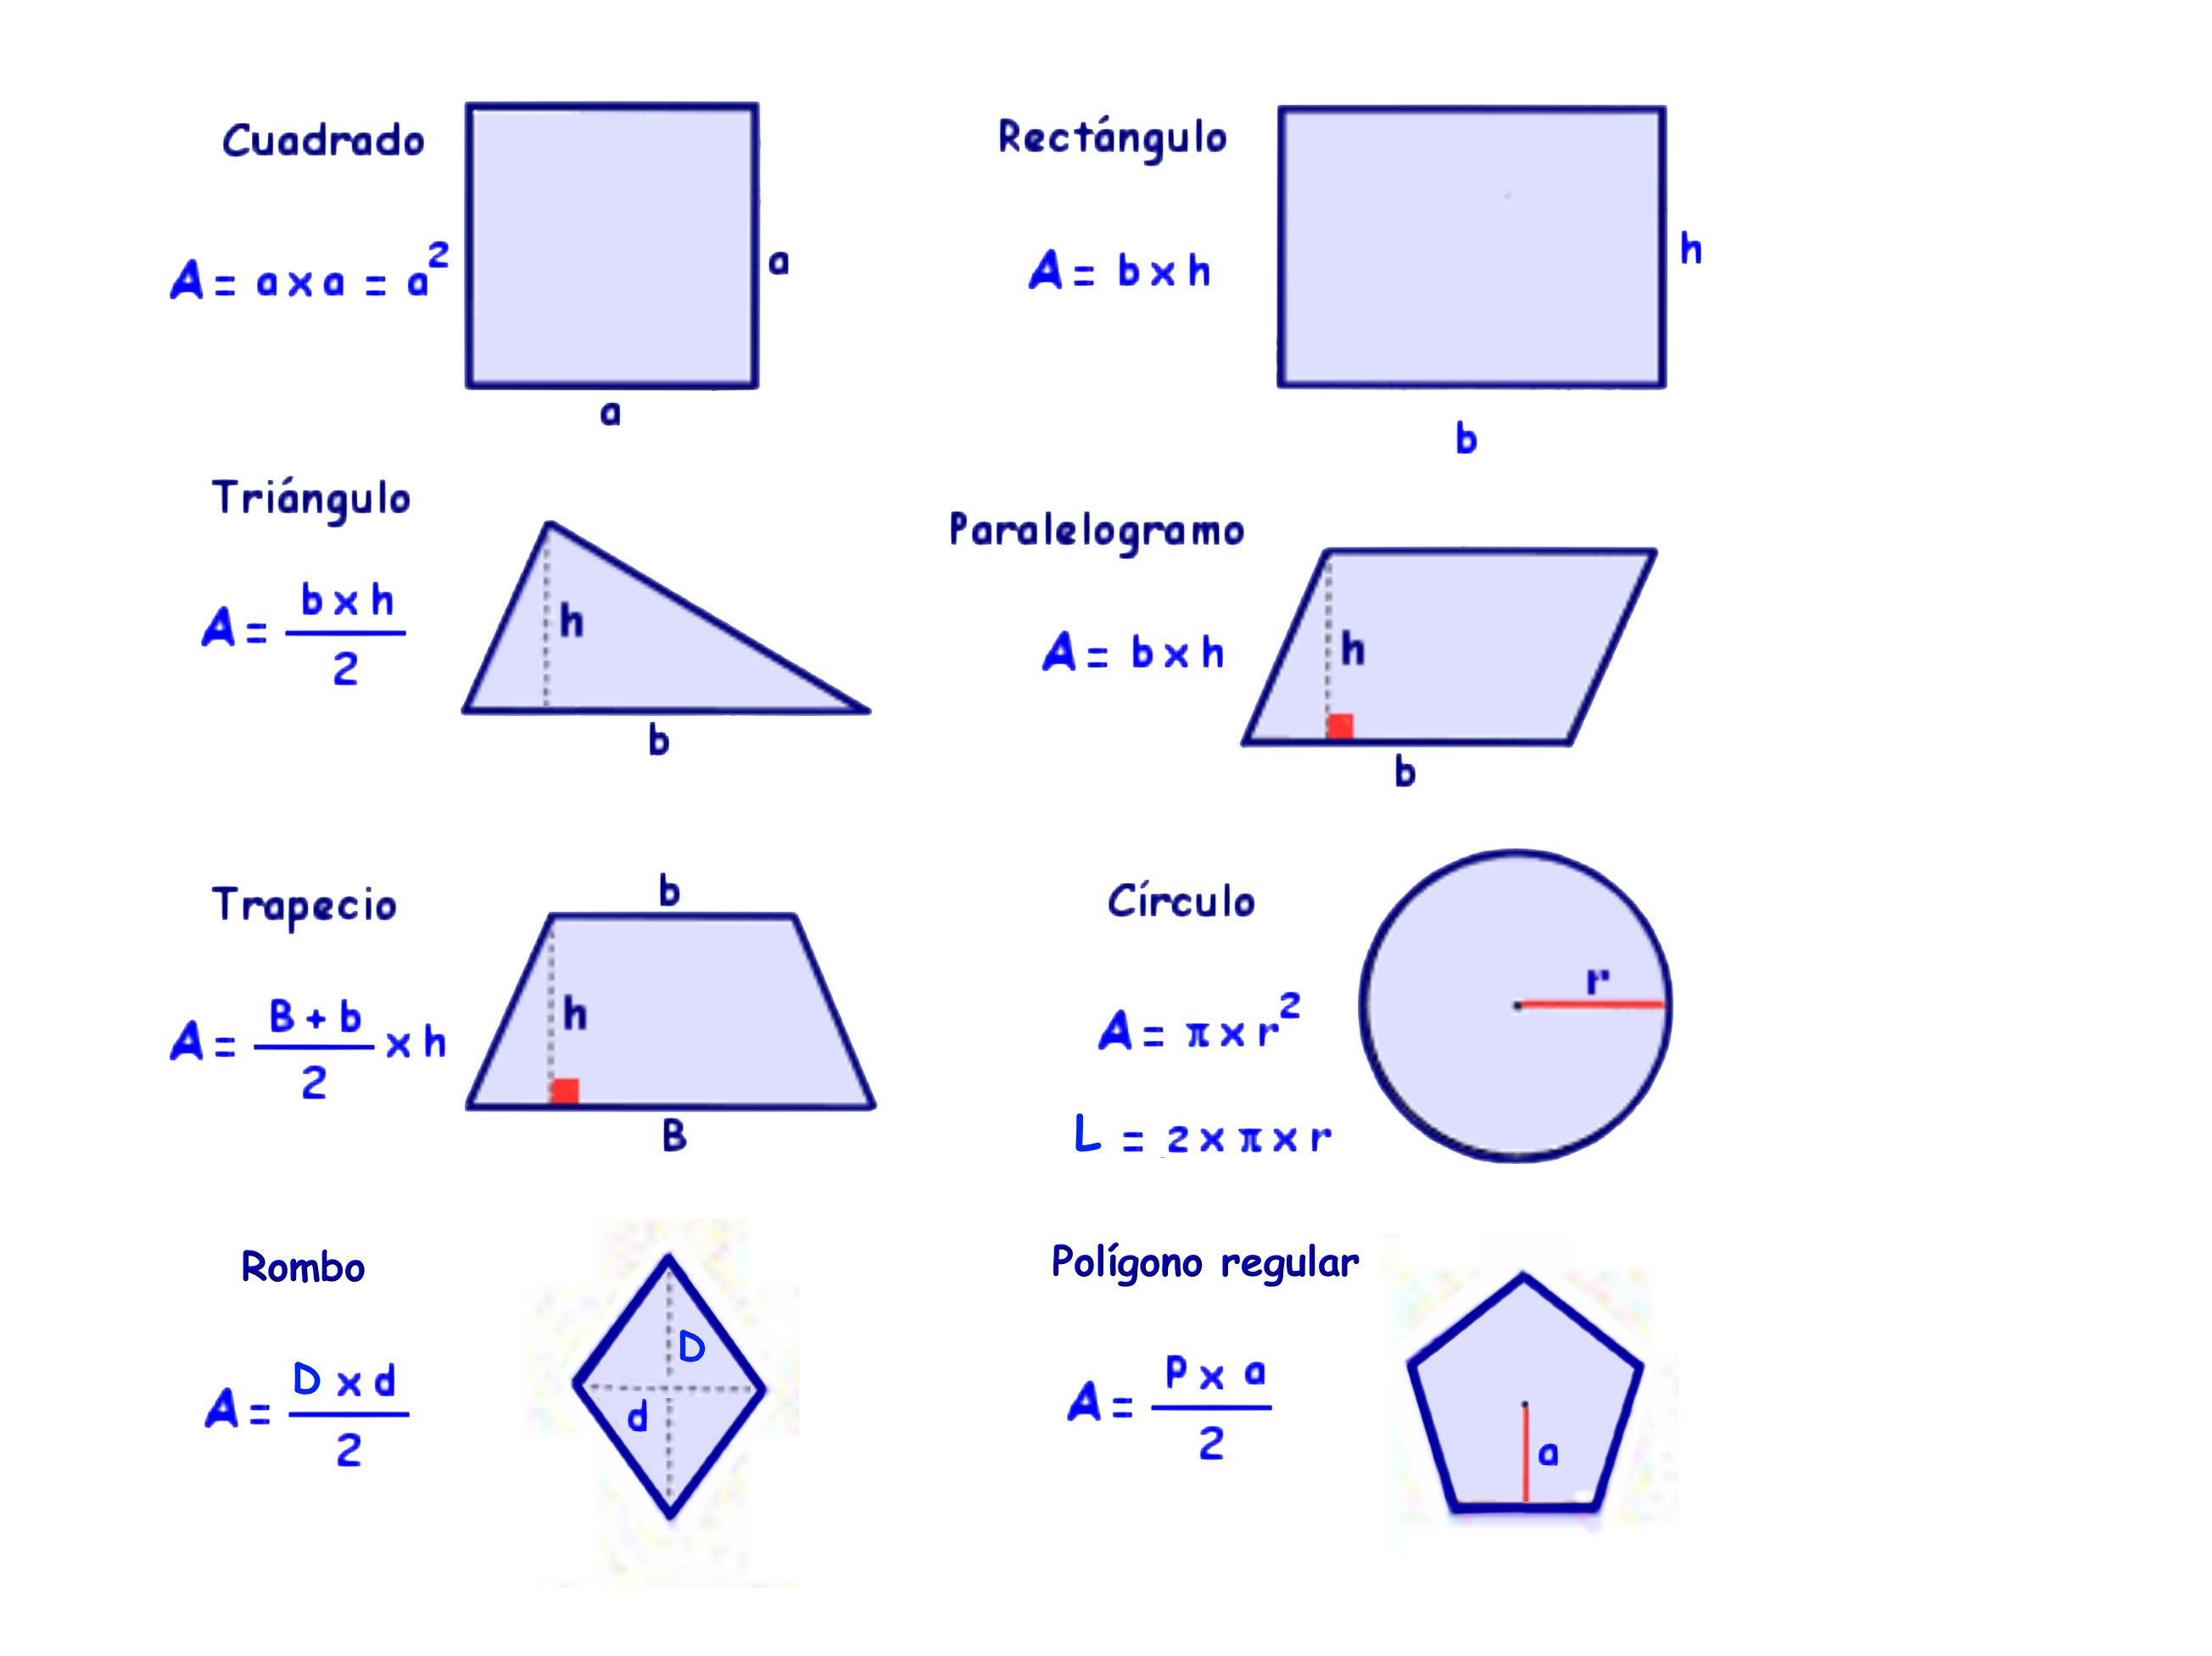 Cuadrado
A = a x a = a²
a
a
Rectángulo
A = b x h
h
b
Triángulo
A = b x h
2
h
b
Paralelogramo
A = b x h
h
b
Trapecio
A = B + b x h
2
b
h
B
Círculo
A = π x r²
L = 2 x π x r
r
Rombo
A = D x d
2
D
d
Polígono regular
A = P x a
2
a